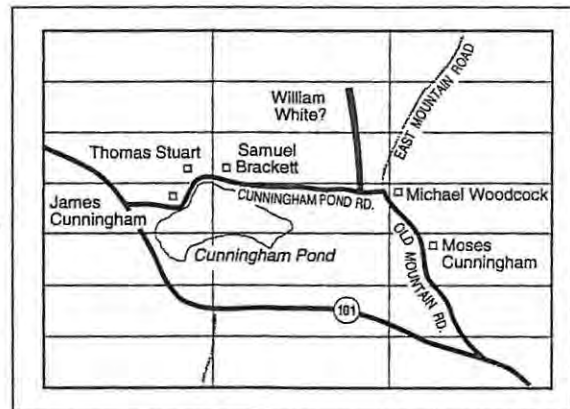 EAST MOUNTAIN ROAD
William
White?
Thomas Stuart
Samuel
Brackett
James
Cunningham
CUNNINGHAM POND RD.
Michael Woodcock
Cunningham Pond
OLD MOUNTAIN RD.
Moses
Cunningham
101